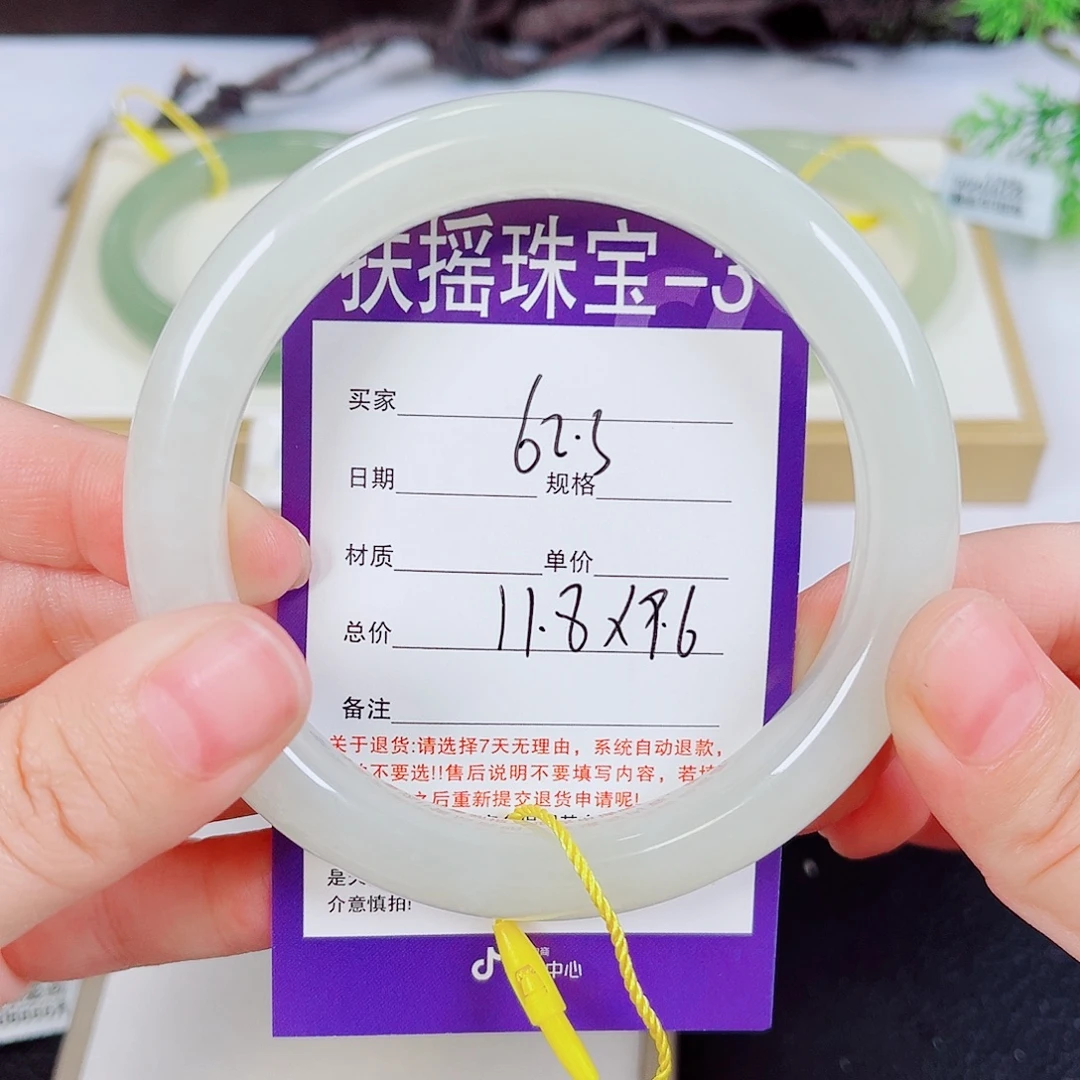 扶摇珠宝-3
买家
62.5
日期 规格
材质 单价
11.8×9.6
总价
备注
关于退货:请选择7天无理由，系统自动退款，
不要选!!售后说明不要填写内容，若
之后重新提交退货申请呢!
介意慎拍!
中心